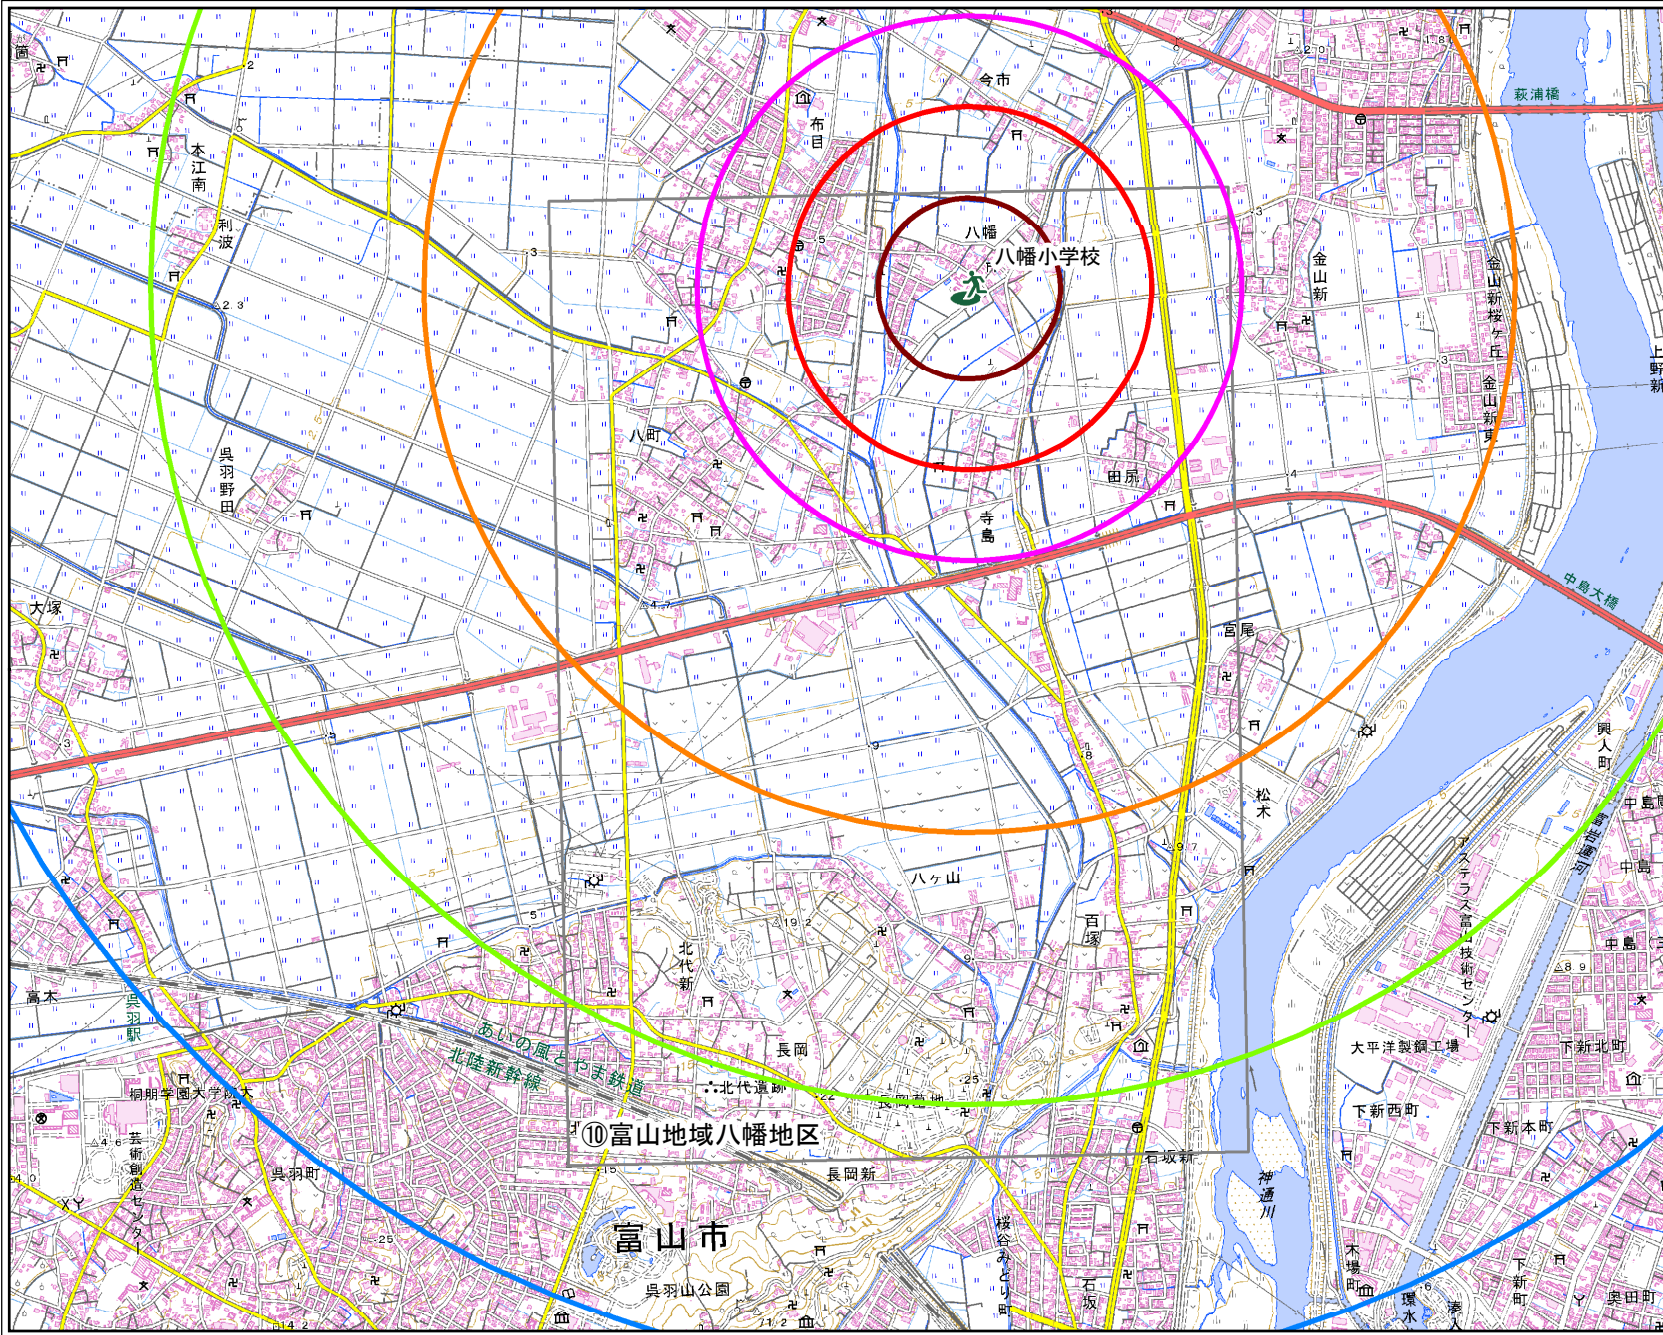 今市
萩浦橋
布目
本江南
利波
八幡
八幡小学校
金山新
金山新桜ケ丘
金山新東
上野新
八町
呉羽野田
田尻
寺島
中島大橋
大塚
宮尾
興人町
松木
中島
富岩運河
八ケ山
百塚
アステラス富山技術センター
北代新
高木
呉羽駅
あいの風とやま鉄道
北陸新幹線
長岡
大平洋製鋼工場
下新北町
桐朋学園大学院大
北代遺跡
長岡墓地
下新西町
下新本町
⑩富山地域八幡地区
芸術創造センター
呉羽町
石坂新
長岡新
神通川
富山市
桜谷みどり町
木場町
下新町
呉羽山公園
石坂
環水
奥田町